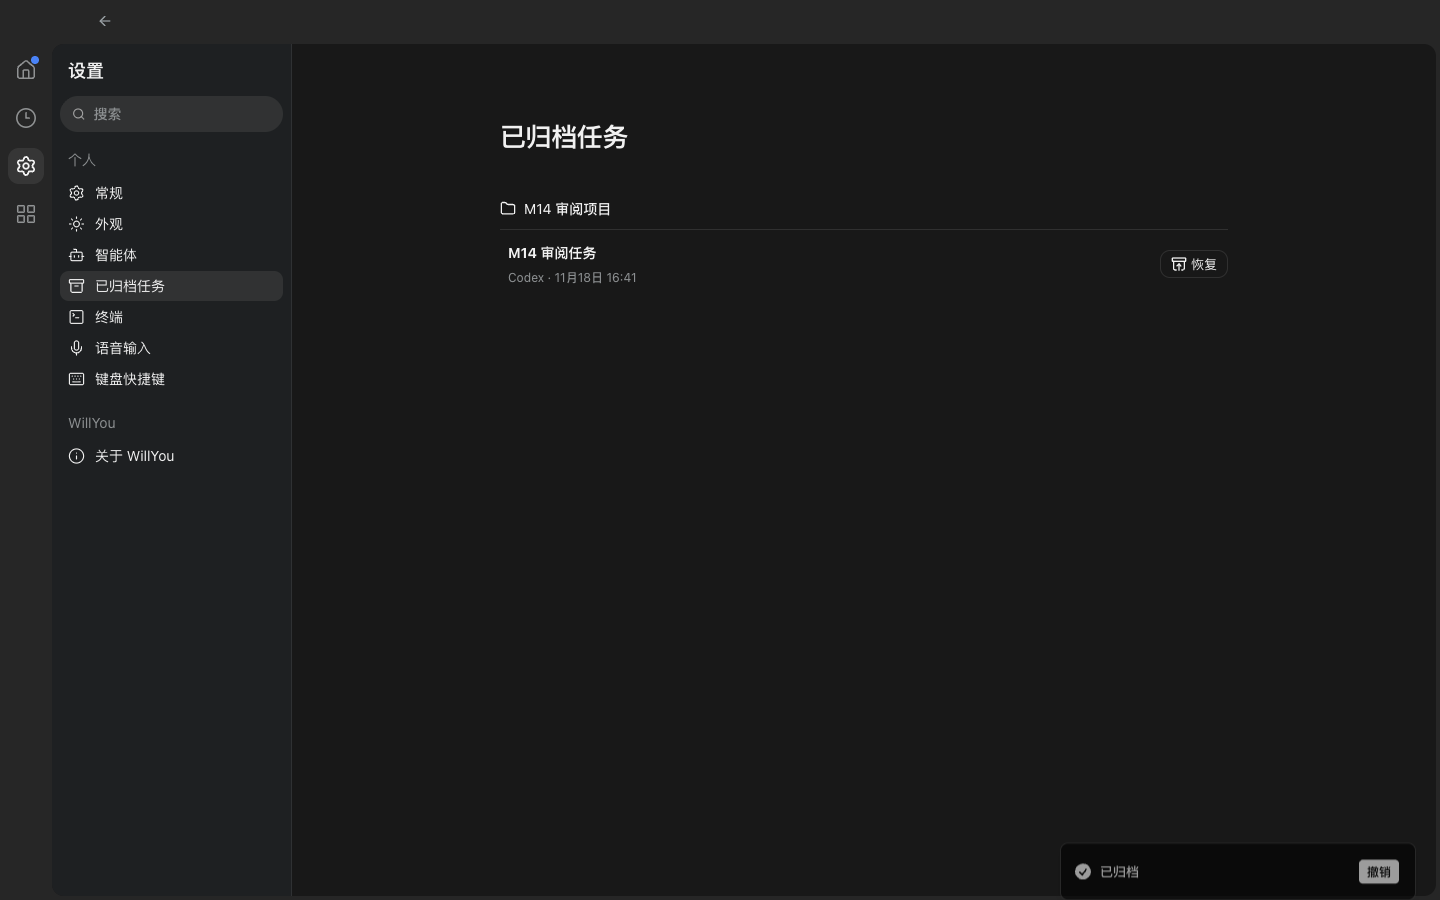 设置
搜索
个人
常规
外观
智能体
已归档任务
终端
语音输入
键盘快捷键
WillYou
关于 WillYou
已归档任务
M14 审阅项目
M14 审阅任务
Codex · 11月18日 16:41
恢复
已归档
撤销